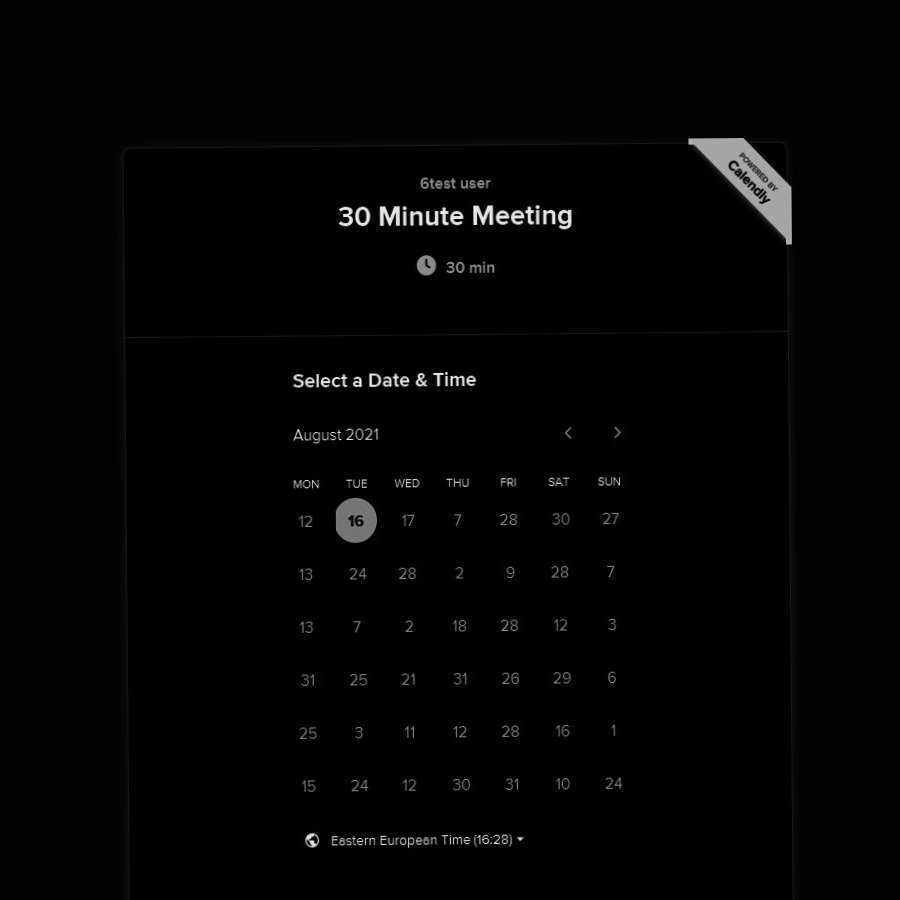 POWERED BY
Calendly
6test user
30 Minute Meeting
30 min
Select a Date & Time
August 2021
MON TUE WED THU FRI SAT SUN
12 16 17 7 28 30 27
13 24 28 2 9 28 7
13 7 2 18 28 12 3
31 25 21 31 26 29 6
25 3 11 12 28 16 1
15 24 12 30 31 10 24
Eastern European Time (16:28)